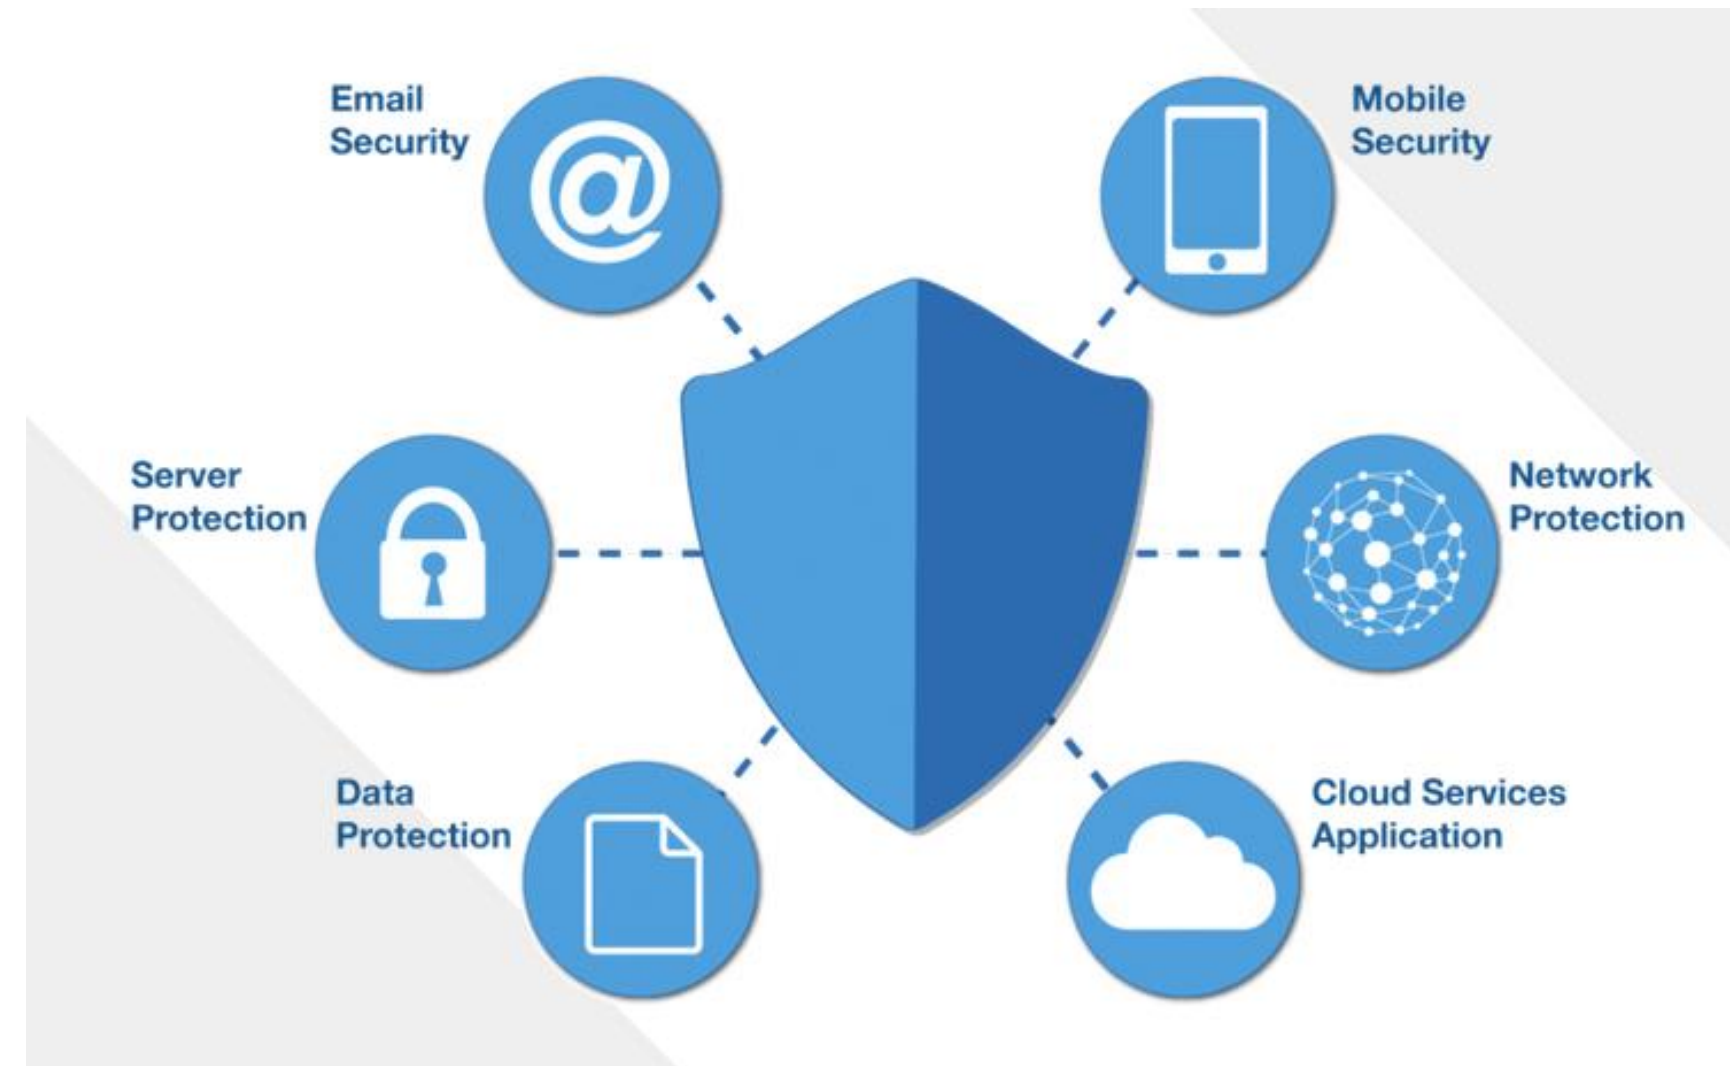 Email
Security
Mobile
Security
Server
Protection
Network
Protection
Data
Protection
Cloud Services
Application